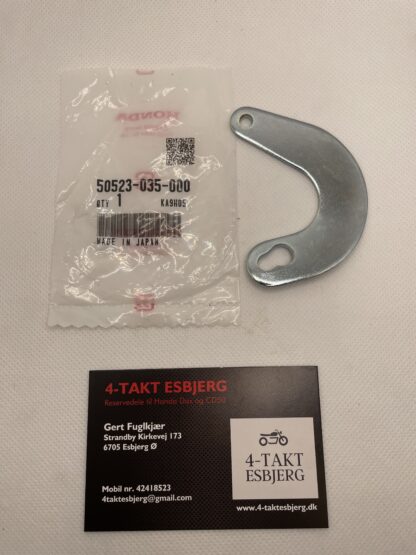 HONDA
50523-035-000
QTY 1 KA9H05
MADE IN JAPAN
4-TAKT ESBJERG
Reservedele til Honda Dax og CD50
Gert Fuglkjær
Strandby Kirkevej 173
6705 Esbjerg Ø
Mobil nr. 42418523
4taktesbjerg@gmail.com
4-TAKT
ESBJERG
www.4-taktesbjerg.dk